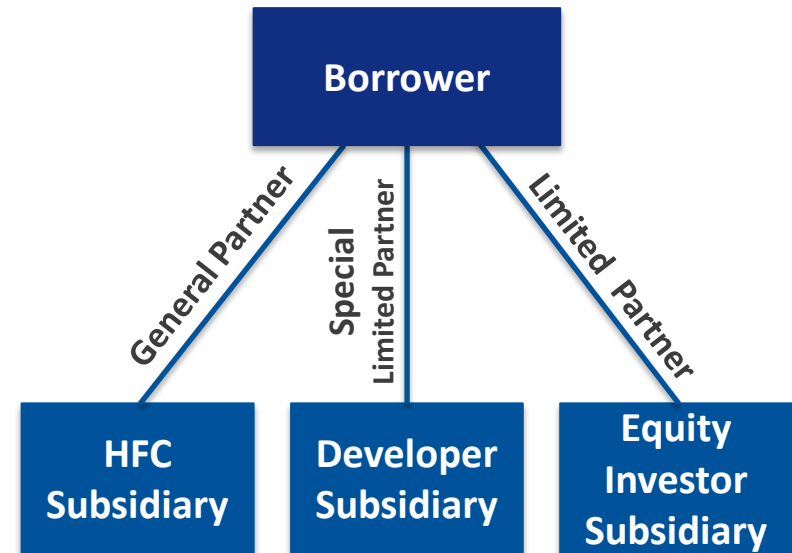 Borrower
General Partner
Special
Limited Partner
Limited Partner
HFC
Subsidiary
Developer
Subsidiary
Equity
Investor
Subsidiary